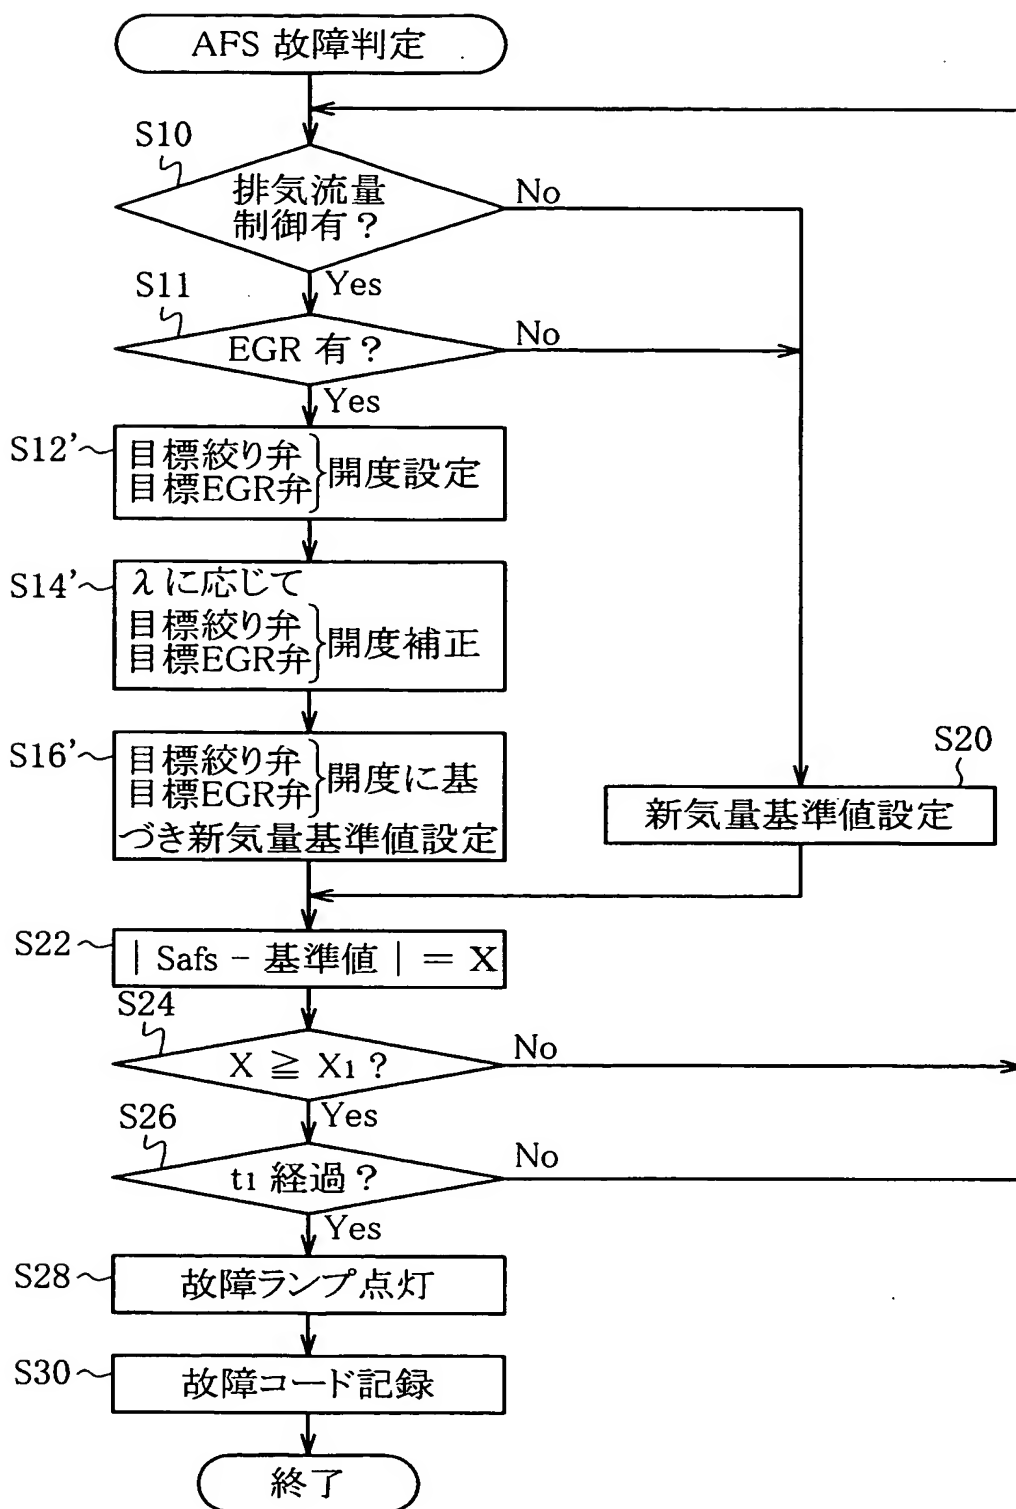 AFS 故障判定
S10
排気流量
制御有？
No
Yes
S11
EGR 有？
No
Yes
S12'
目標絞り弁
目標EGR弁
開度設定
S14'
λに応じて
目標絞り弁
目標EGR弁
開度補正
S16'
目標絞り弁
目標EGR弁
開度に基
づき新気量基準値設定
S20
新気量基準値設定
S22
| Safs - 基準値 | = X
S24
X ≧ X1？
No
Yes
S26
t1 経過？
No
Yes
S28
故障ランプ点灯
S30
故障コード記録
終了